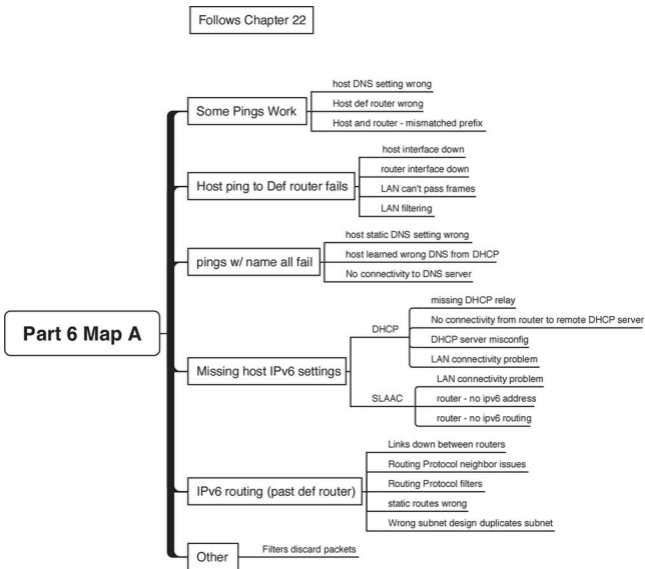 Follows Chapter 22
Part 6 Map A
Some Pings Work
host DNS setting wrong
Host def router wrong
Host and router - mismatched prefix
Host ping to Def router fails
host interface down
router interface down
LAN can't pass frames
LAN filtering
pings w/ name all fail
host static DNS setting wrong
host learned wrong DNS from DHCP
No connectivity to DNS server
Missing host IPv6 settings
DHCP
missing DHCP relay
No connectivity from router to remote DHCP server
DHCP server misconfig
LAN connectivity problem
SLAAC
LAN connectivity problem
router - no ipv6 address
router - no ipv6 routing
IPv6 routing (past def router)
Links down between routers
Routing Protocol neighbor issues
Routing Protocol filters
static routes wrong
Wrong subnet design duplicates subnet
Other
Filters discard packets